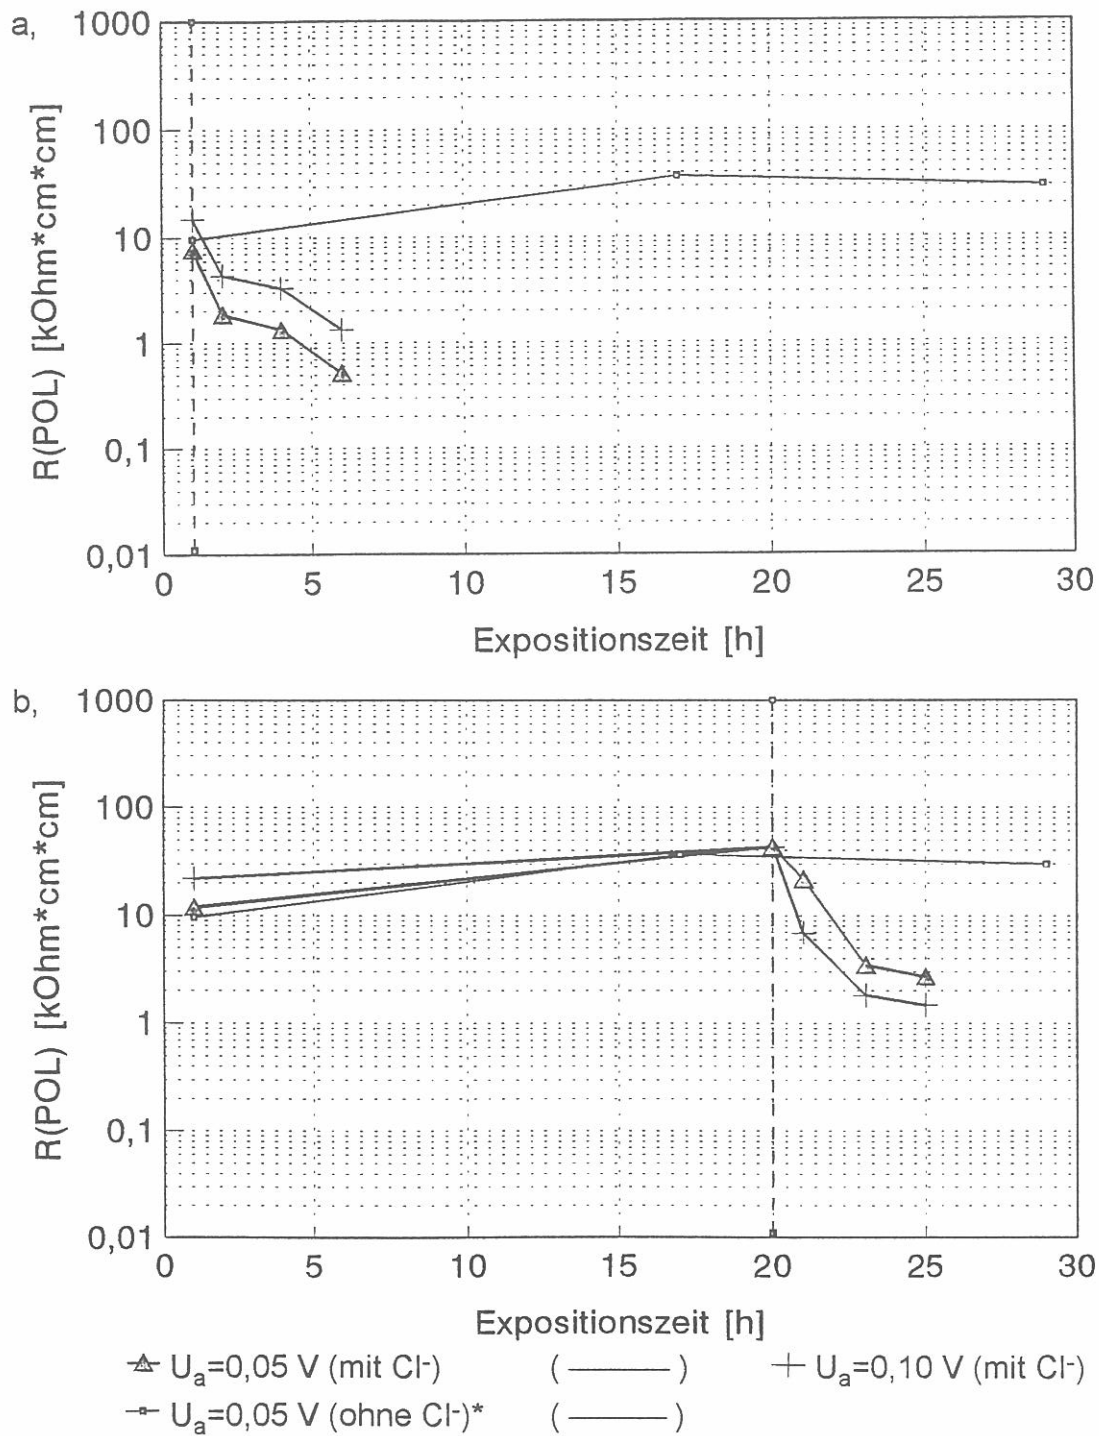 a,
1000
100
10
1
0,1
0,01
R(POL) [kOhm*cm*cm]
0 5 10 15 20 25 30
Expositionszeit [h]
b,
1000
100
10
1
0,1
0,01
R(POL) [kOhm*cm*cm]
0 5 10 15 20 25 30
Expositionszeit [h]
Uₐ=0,05 V (mit Cl⁻) ( ——— ) Uₐ=0,10 V (mit Cl⁻)
Uₐ=0,05 V (ohne Cl⁻)* ( ——— )